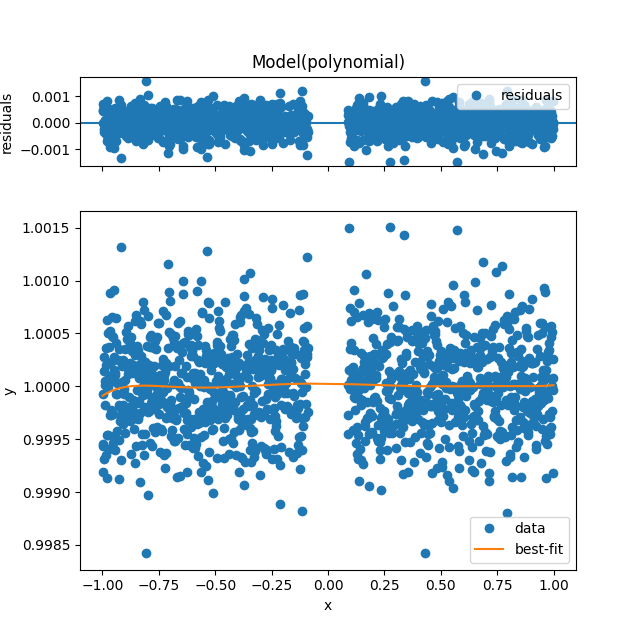 Model(polynomial)
residuals
0.001
0.000
−0.001
residuals
y
1.0015
1.0010
1.0005
1.0000
0.9995
0.9990
0.9985
data
best-fit
−1.00 −0.75 −0.50 −0.25 0.00 0.25 0.50 0.75 1.00
x